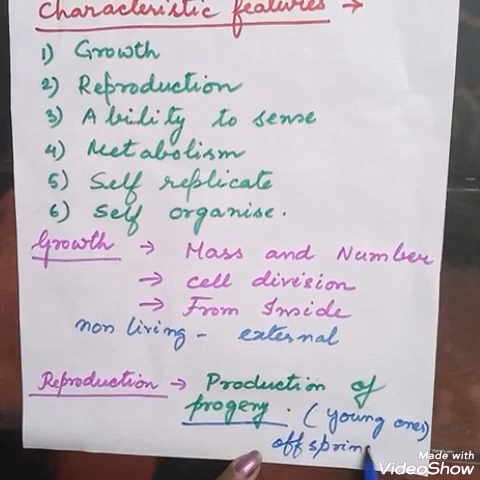 Characteristic features →
1) Growth
2) Reproduction
3) Ability to sense
4) Metabolism
5) Self replicate
6) Self organise.
Growth → Mass and Number
→ cell division
→ From Inside
non living - external
Reproduction → Production of
progeny. (young ones)
offsprin
Made with
VideoShow